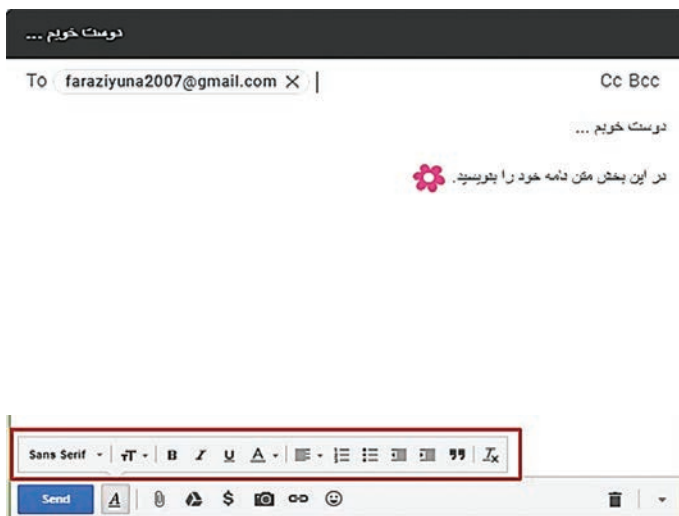 دوست خوبم ...
To faraziyuna2007@gmail.com Cc Bcc
دوست خوبم ...
در این بخش متن نامه خود را بنویسید.
Sans Serif B I U A
Send A $